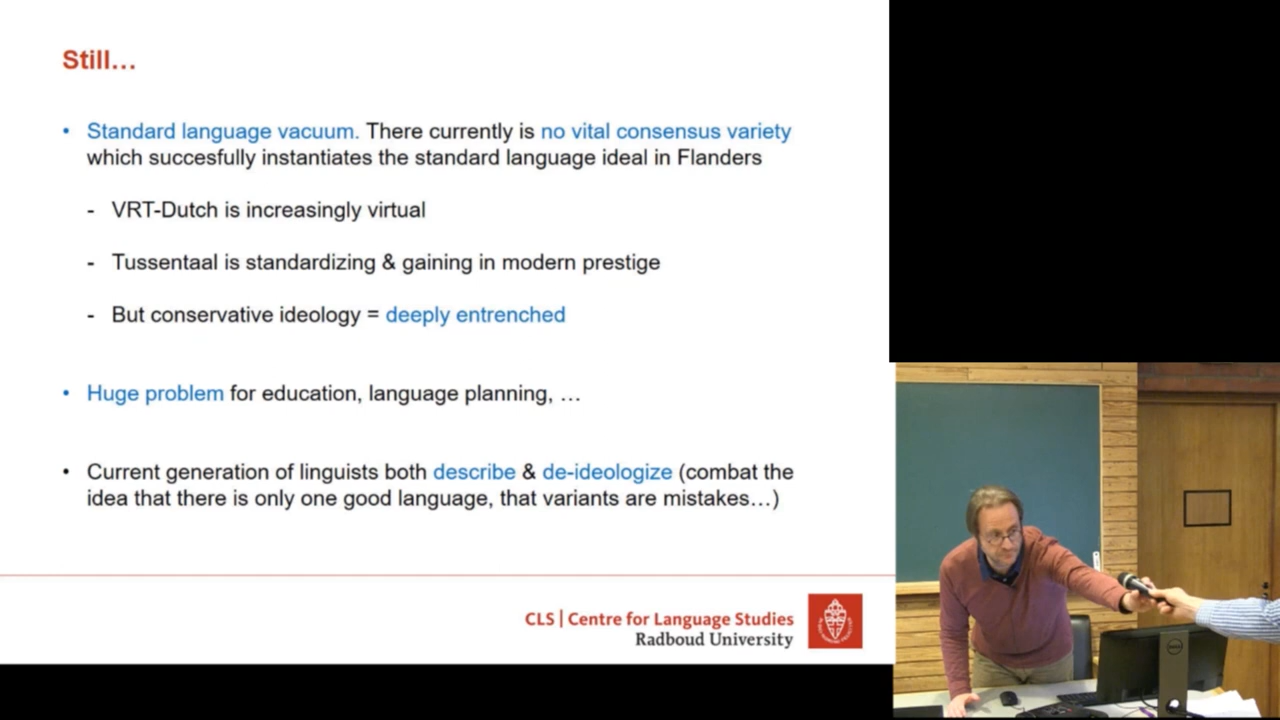 Still…
• Standard language vacuum. There currently is no vital consensus variety
which succesfully instantiates the standard language ideal in Flanders
- VRT-Dutch is increasingly virtual
- Tussentaal is standardizing & gaining in modern prestige
- But conservative ideology = deeply entrenched
• Huge problem for education, language planning, …
• Current generation of linguists both describe & de-ideologize (combat the
idea that there is only one good language, that variants are mistakes…)
CLS | Centre for Language Studies
Radboud University